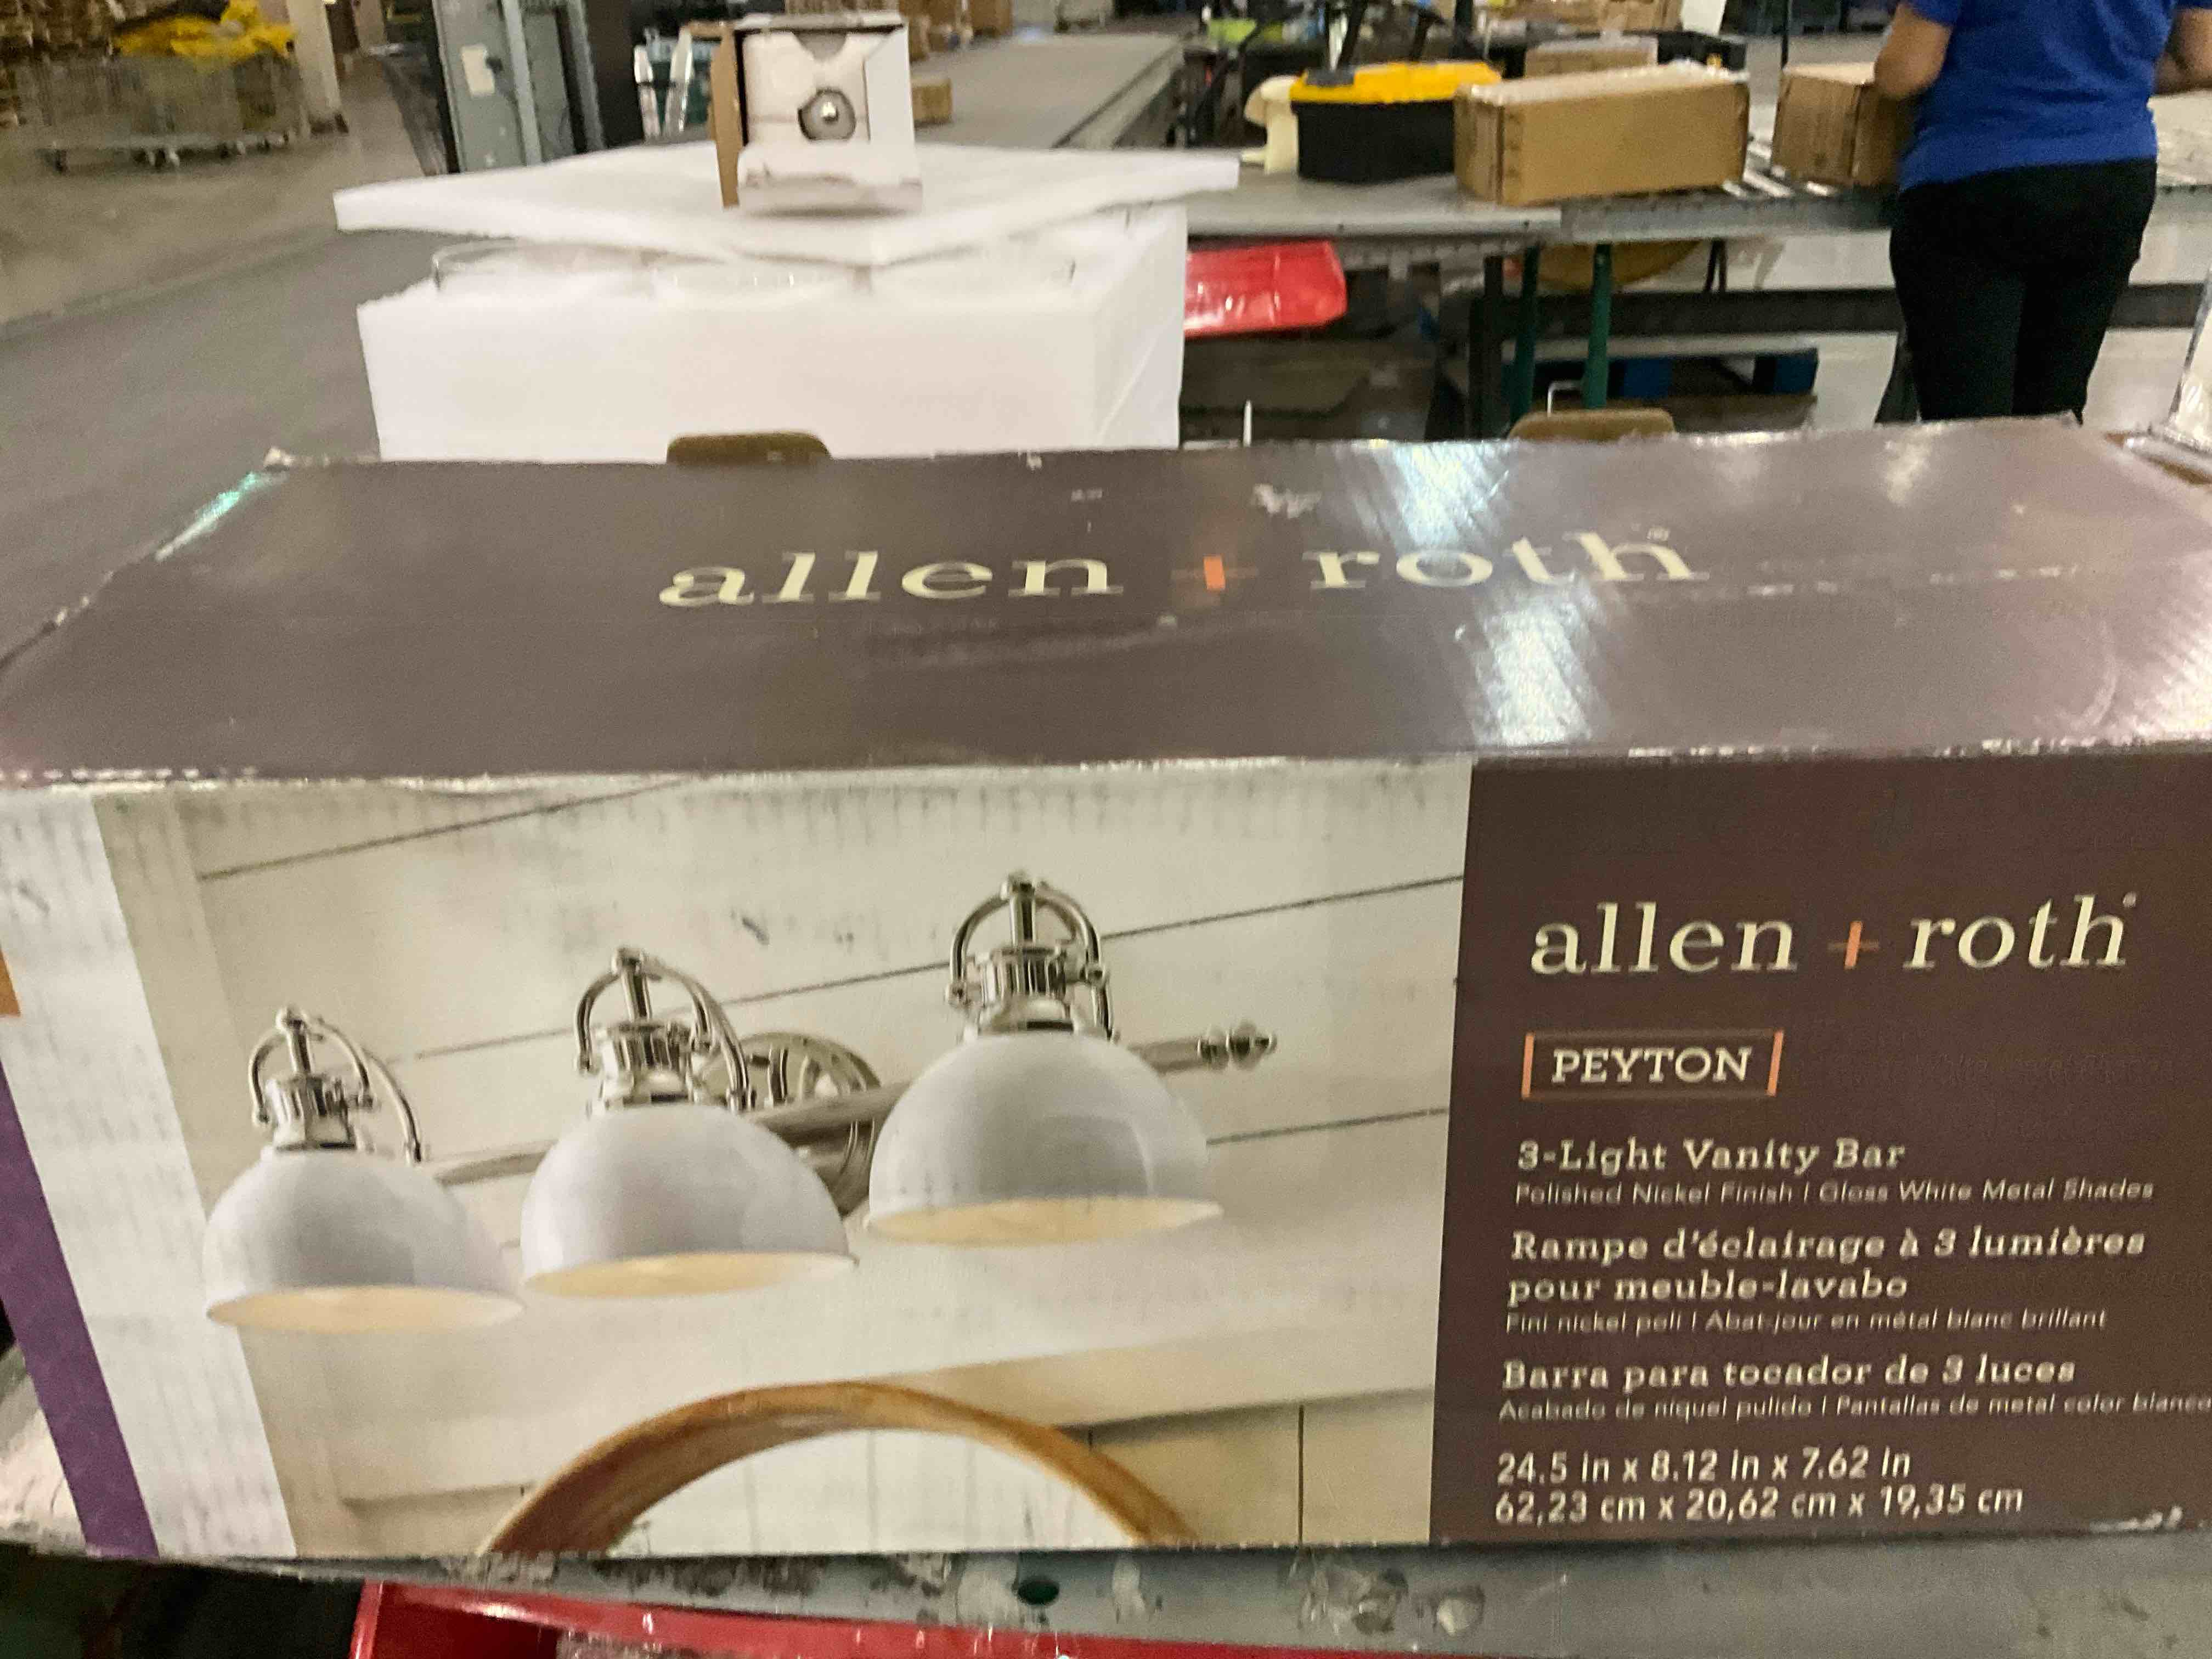 allen + roth®
allen + roth®
PEYTON
3-Light Vanity Bar
Polished Nickel Finish | Gloss White Metal Shades
Rampe d'éclairage à 3 lumières
pour meuble-lavabo
Fini nickel poli | Abat-jour en métal blanc brillant
Barra para tocador de 3 luces
Acabado de níquel pulido | Pantallas de metal color blanco
24.5 in x 8.12 in x 7.62 in
62,23 cm x 20,62 cm x 19,35 cm